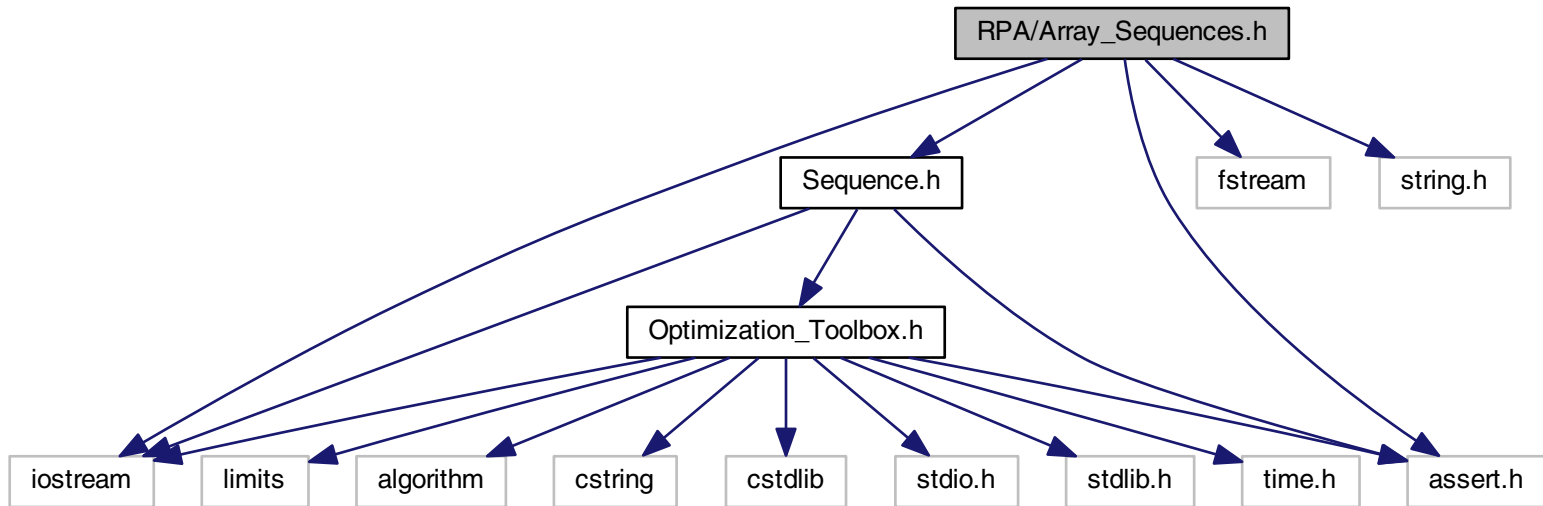 RPA/Array_Sequences.h
Sequence.h
fstream
string.h
Optimization_Toolbox.h
iostream
limits
algorithm
cstring
cstdlib
stdio.h
stdlib.h
time.h
assert.h